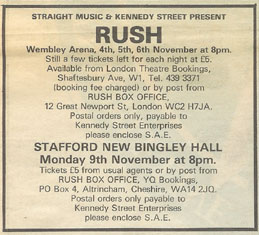 STRAIGHT MUSIC & KENNEDY STREET PRESENT
RUSH
Wembley Arena, 4th, 5th, 6th November at 8pm.
Still a few tickets left for each night at £5.
Available from London Theatre Bookings,
Shaftesbury Ave, W1, Tel. 439 3371
(booking fee charged) or by post from
RUSH BOX OFFICE,
12 Great Newport St, London WC2 H7JA.
Postal orders only, payable to
Kennedy Street Enterprises
please enclose S.A.E.
STAFFORD NEW BINGLEY HALL
Monday 9th November at 8pm.
Tickets £5 from usual agents or by post from
RUSH BOX OFFICE, YQ Bookings,
PO Box 4, Altrincham, Cheshire, WA14 2JQ.
Postal orders only payable to
Kennedy Street Enterprises
please enclose S.A.E.